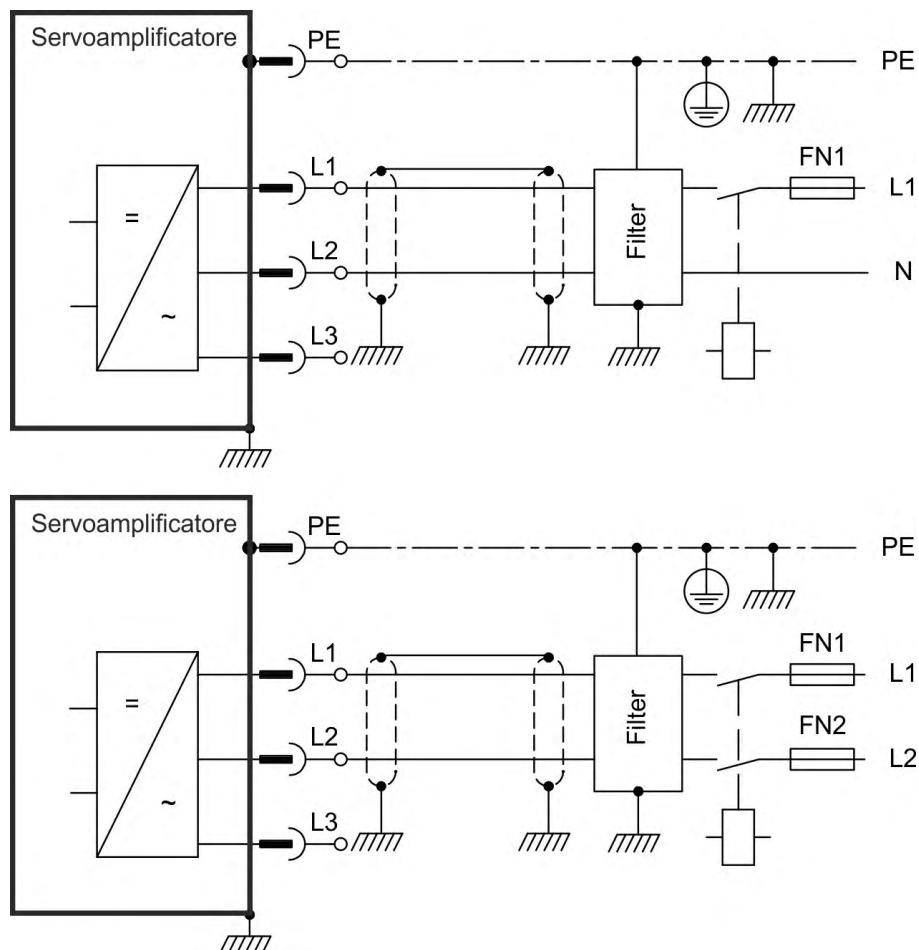 Servoamplificatore
PE
PE
L1
FN1
L1
=
Filter
L2
N
~
L3
Servoamplificatore
PE
PE
L1
FN1
L1
=
Filter
L2
FN2
L2
~
L3